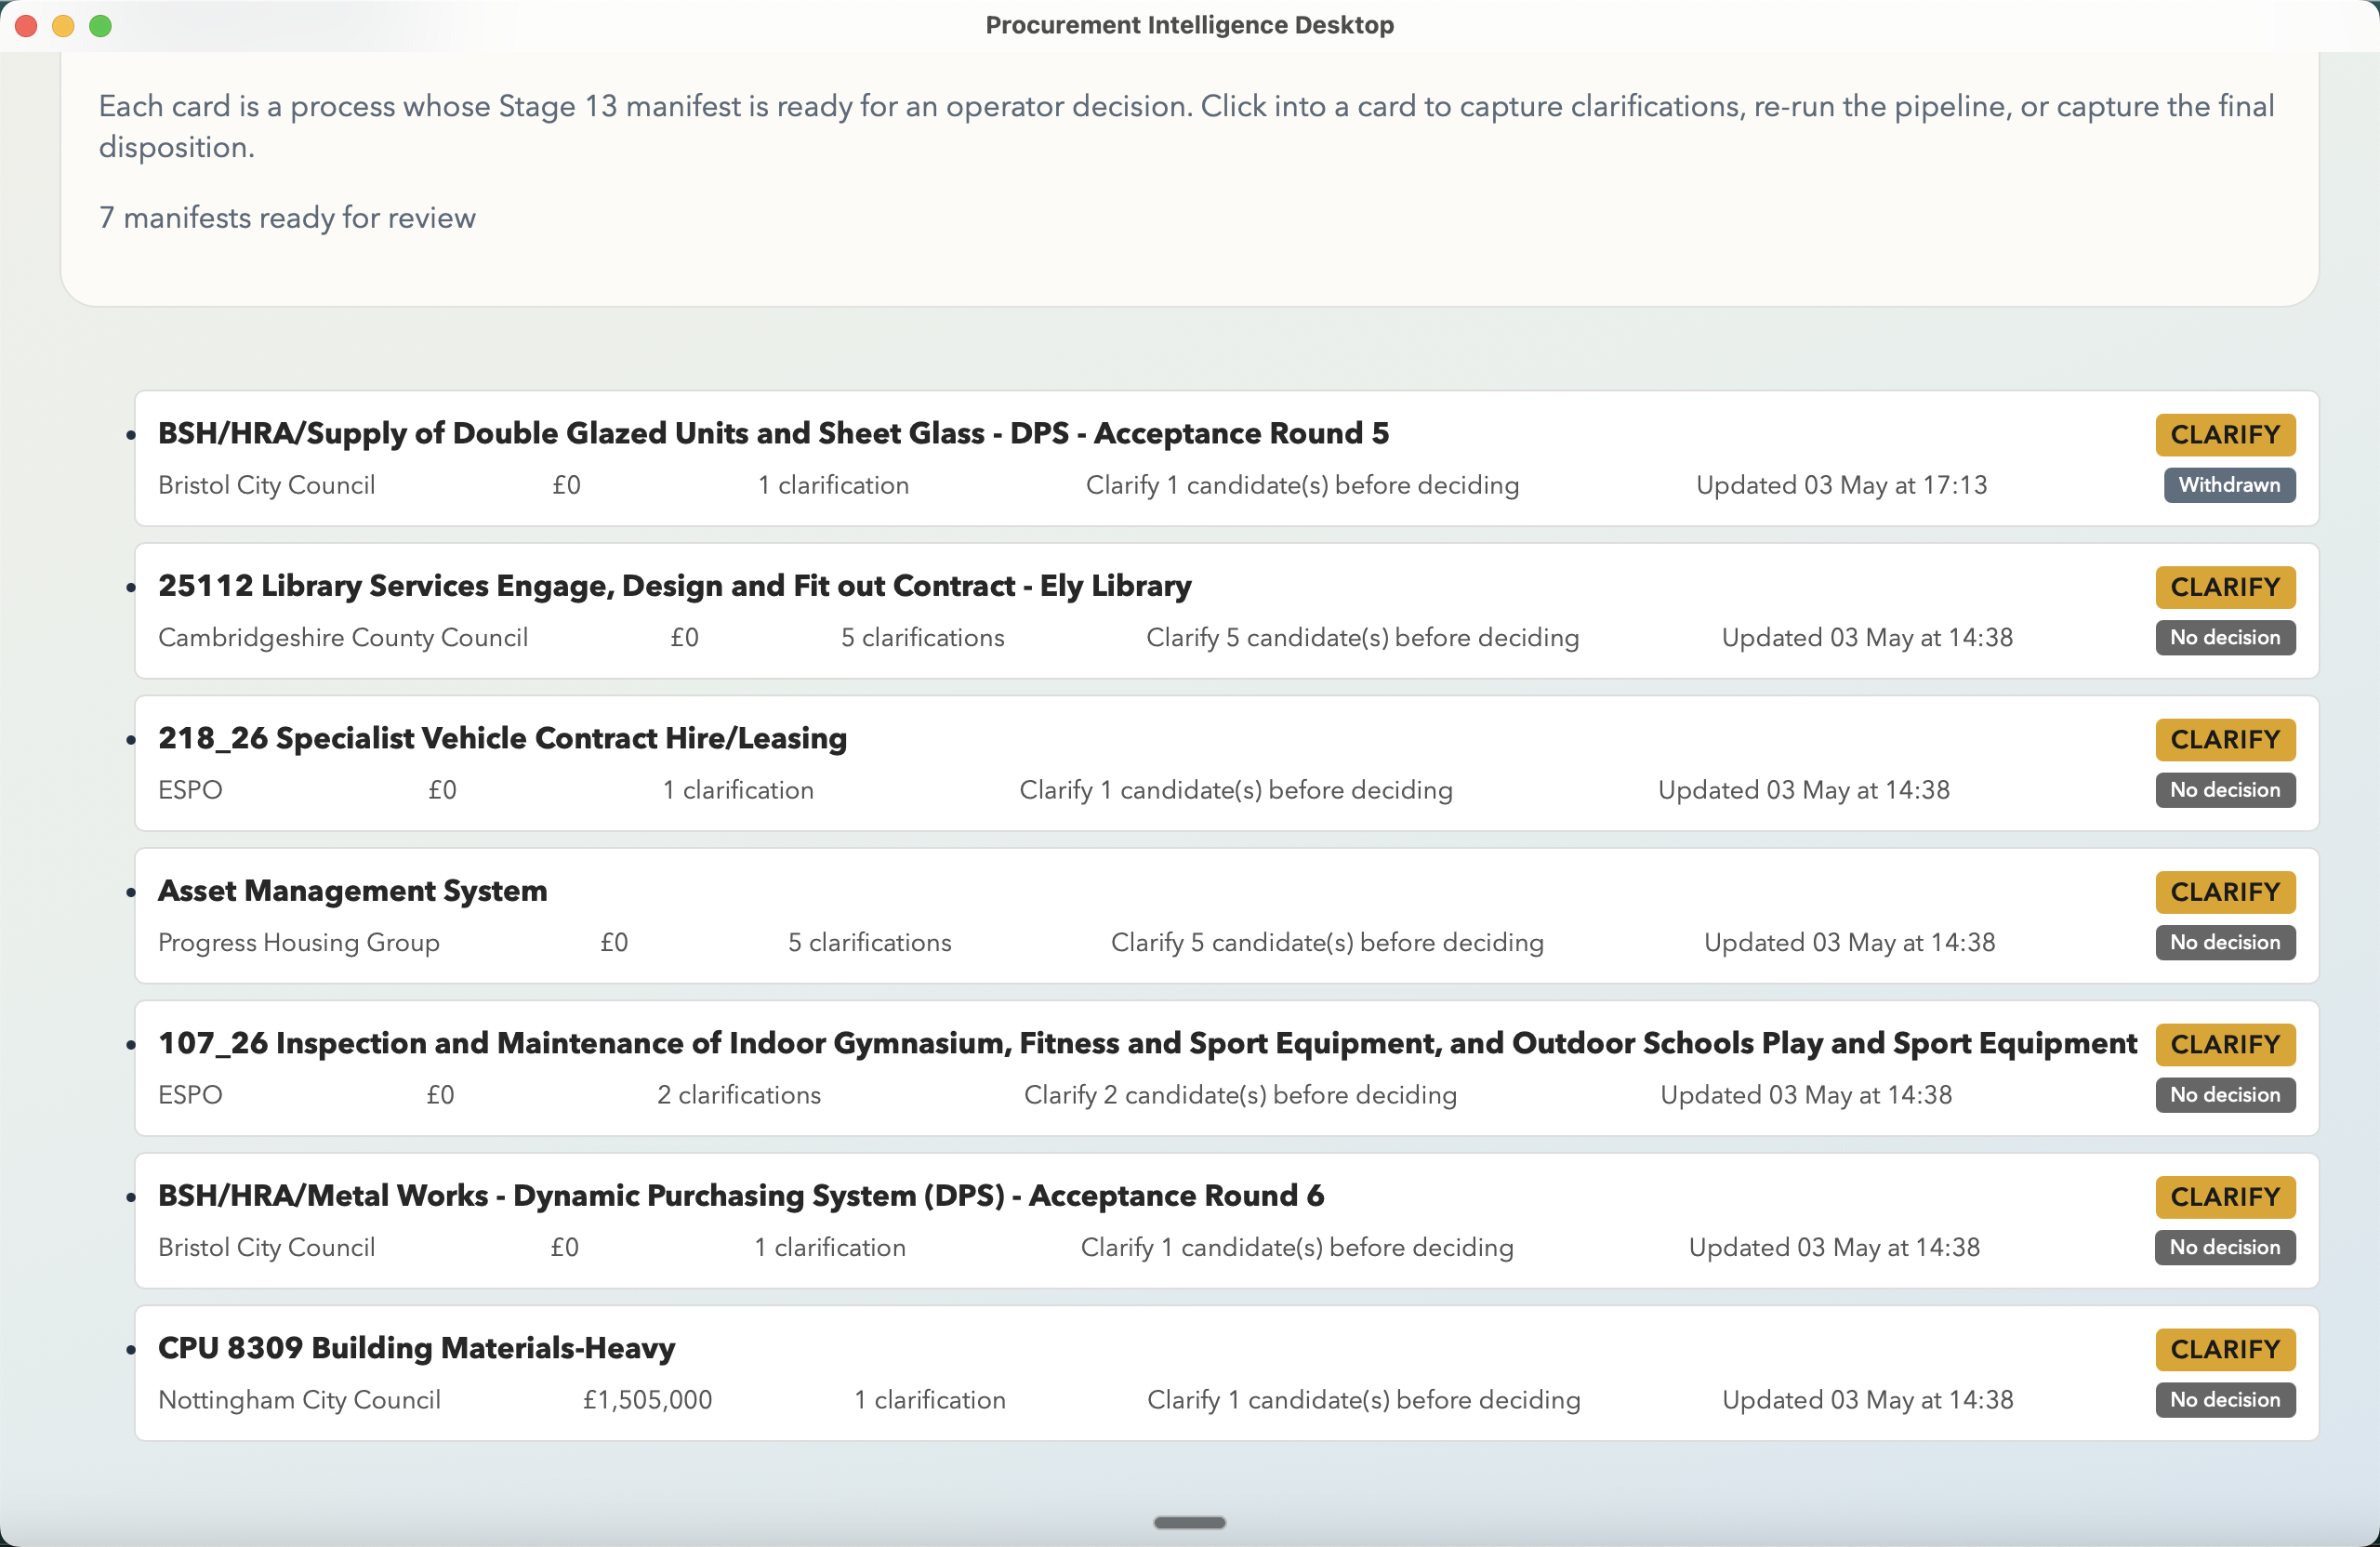 Procurement Intelligence Desktop
Each card is a process whose Stage 13 manifest is ready for an operator decision. Click into a card to capture clarifications, re-run the pipeline, or capture the final
disposition.
7 manifests ready for review
BSH/HRA/Supply of Double Glazed Units and Sheet Glass - DPS - Acceptance Round 5 CLARIFY
Bristol City Council £0 1 clarification Clarify 1 candidate(s) before deciding Updated 03 May at 17:13 Withdrawn
25112 Library Services Engage, Design and Fit out Contract - Ely Library CLARIFY
Cambridgeshire County Council £0 5 clarifications Clarify 5 candidate(s) before deciding Updated 03 May at 14:38 No decision
218_26 Specialist Vehicle Contract Hire/Leasing CLARIFY
ESPO £0 1 clarification Clarify 1 candidate(s) before deciding Updated 03 May at 14:38 No decision
Asset Management System CLARIFY
Progress Housing Group £0 5 clarifications Clarify 5 candidate(s) before deciding Updated 03 May at 14:38 No decision
107_26 Inspection and Maintenance of Indoor Gymnasium, Fitness and Sport Equipment, and Outdoor Schools Play and Sport Equipment CLARIFY
ESPO £0 2 clarifications Clarify 2 candidate(s) before deciding Updated 03 May at 14:38 No decision
BSH/HRA/Metal Works - Dynamic Purchasing System (DPS) - Acceptance Round 6 CLARIFY
Bristol City Council £0 1 clarification Clarify 1 candidate(s) before deciding Updated 03 May at 14:38 No decision
CPU 8309 Building Materials-Heavy CLARIFY
Nottingham City Council £1,505,000 1 clarification Clarify 1 candidate(s) before deciding Updated 03 May at 14:38 No decision